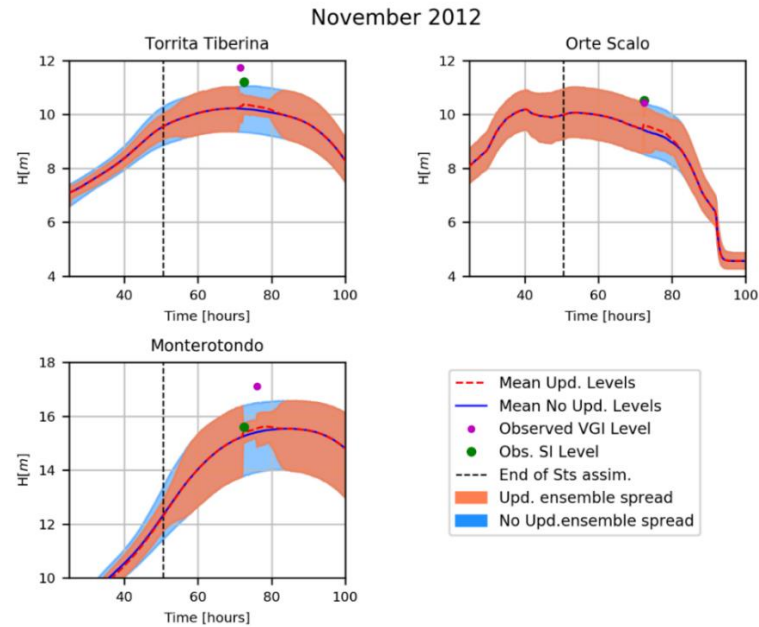 November 2012
Torrita Tiberina
12
10
8
6
4
H[m]
40 60 80 100
Time [hours]
Orte Scalo
12
10
8
6
4
H[m]
40 60 80 100
Time [hours]
Monterotondo
18
16
14
12
10
H[m]
40 60 80 100
Time [hours]
Mean Upd. Levels
Mean No Upd. Levels
Observed VGI Level
Obs. SI Level
End of Sts assim.
Upd. ensemble spread
No Upd.ensemble spread